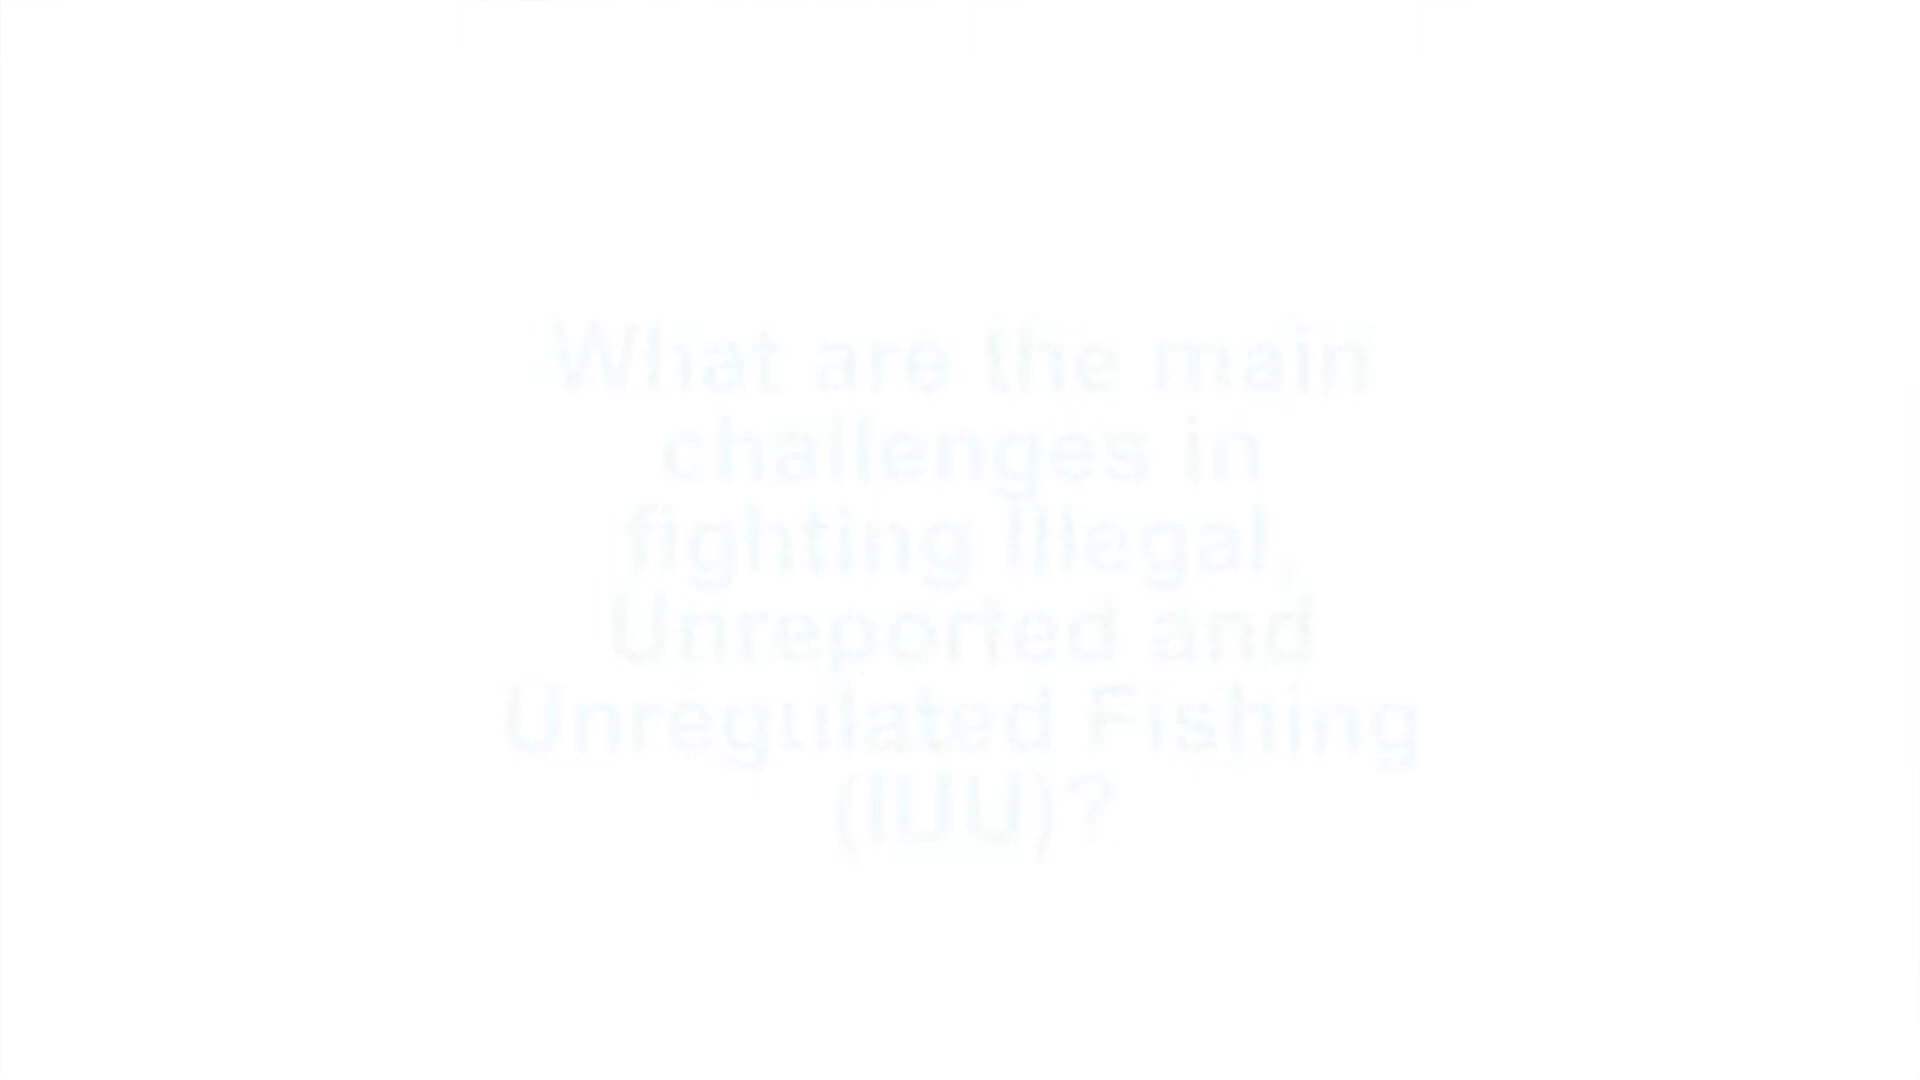 What are the main
challenges in
fighting Illegal,
Unreported and
Unregulated Fishing
(IUU)?